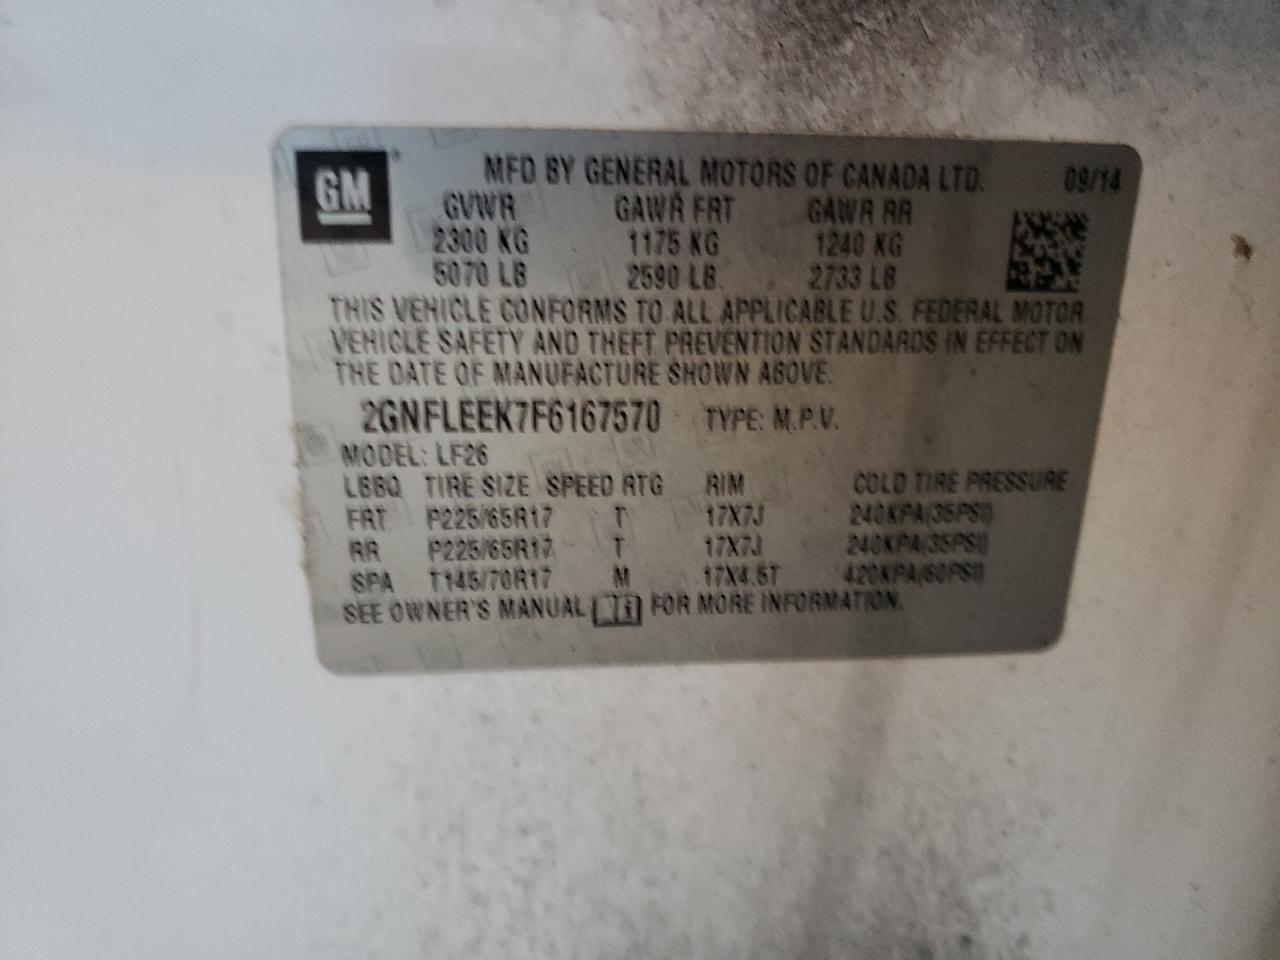 GM
MFD BY GENERAL MOTORS OF CANADA LTD. 09/14
GVWR GAWR FRT GAWR RR
2300 KG 1175 KG 1240 KG
5070 LB 2590 LB 2733 LB
THIS VEHICLE CONFORMS TO ALL APPLICABLE U.S. FEDERAL MOTOR
VEHICLE SAFETY AND THEFT PREVENTION STANDARDS IN EFFECT ON
THE DATE OF MANUFACTURE SHOWN ABOVE.
2GNFLEEK7F6167570 TYPE: M.P.V.
MODEL: LF26
LBBQ TIRE SIZE SPEED RTG RIM COLD TIRE PRESSURE
FRT P225/65R17 T 17X7J 240KPA(35PSI)
RR P225/65R17 T 17X7J 240KPA(35PSI)
SPA T145/70R17 M 17X4.5T 420KPA(60PSI)
SEE OWNER'S MANUAL i FOR MORE INFORMATION.